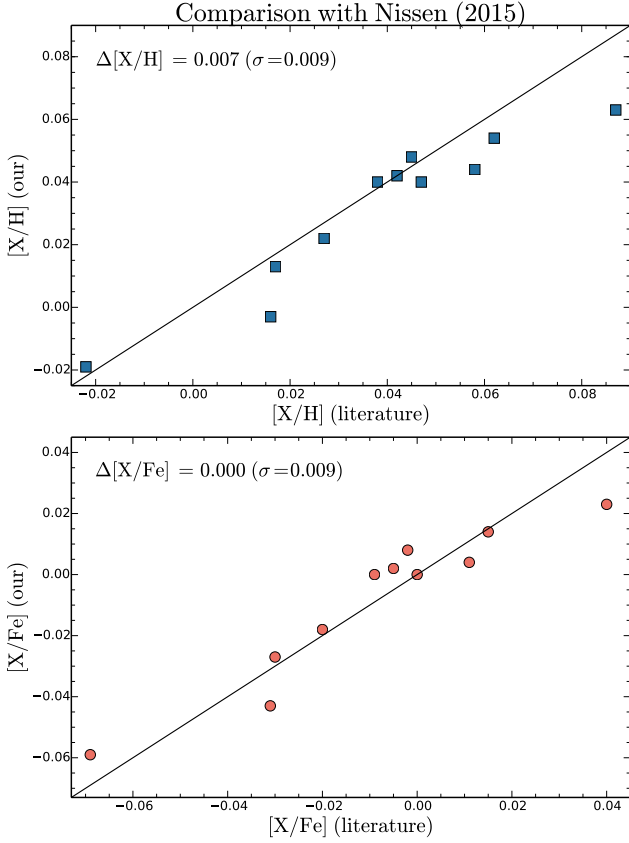 Comparison with Nissen (2015)
Δ[X/H] = 0.007 (σ=0.009)
0.08
0.06
0.04
0.02
0.00
−0.02
[X/H] (our)
−0.02 0.00 0.02 0.04 0.06 0.08
[X/H] (literature)
Δ[X/Fe] = 0.000 (σ=0.009)
0.04
0.02
0.00
−0.02
−0.04
−0.06
[X/Fe] (our)
−0.06 −0.04 −0.02 0.00 0.02 0.04
[X/Fe] (literature)